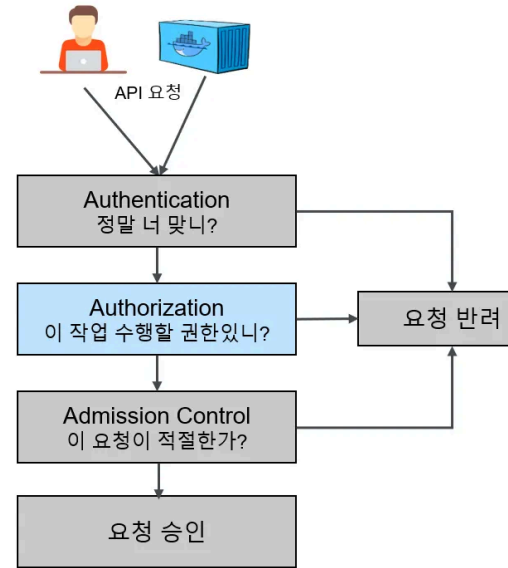 API 요청
Authentication
정말 너 맞니?
Authorization
이 작업 수행할 권한있니?
요청 반려
Admission Control
이 요청이 적절한가?
요청 승인